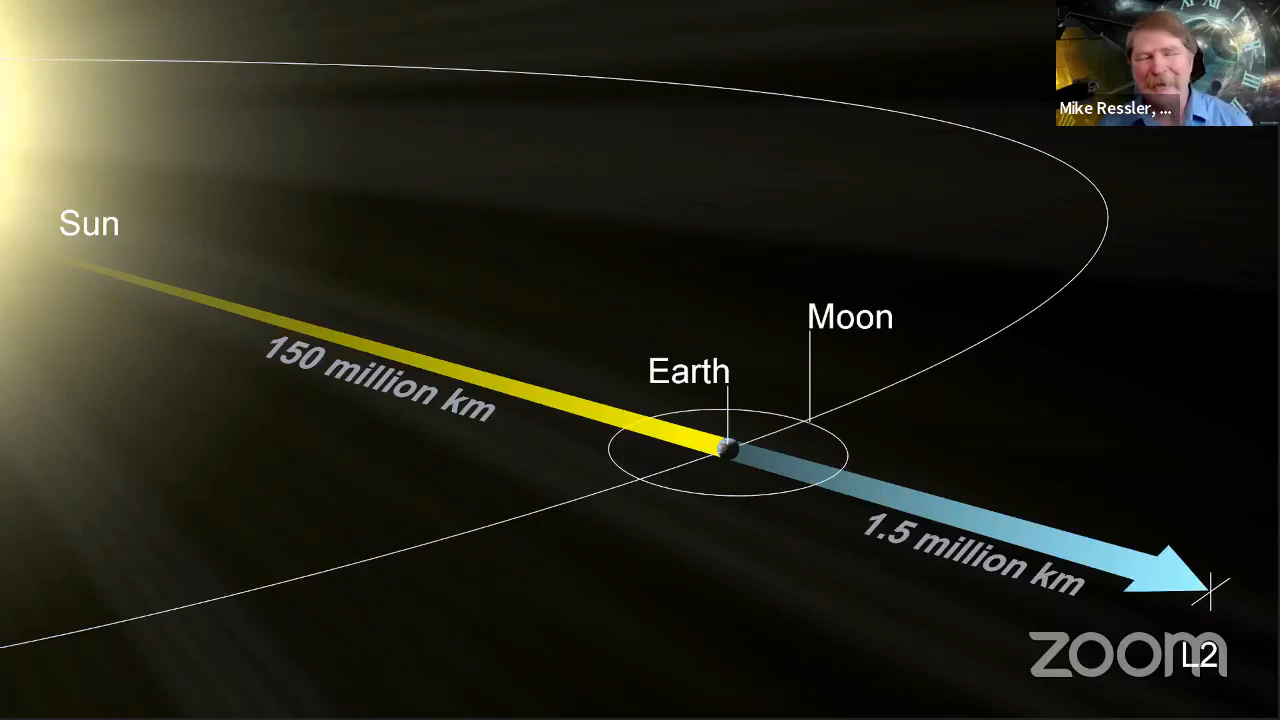 Mike Ressler, ...
Sun
Moon
150 million km
Earth
1.5 million km
zoom
L2